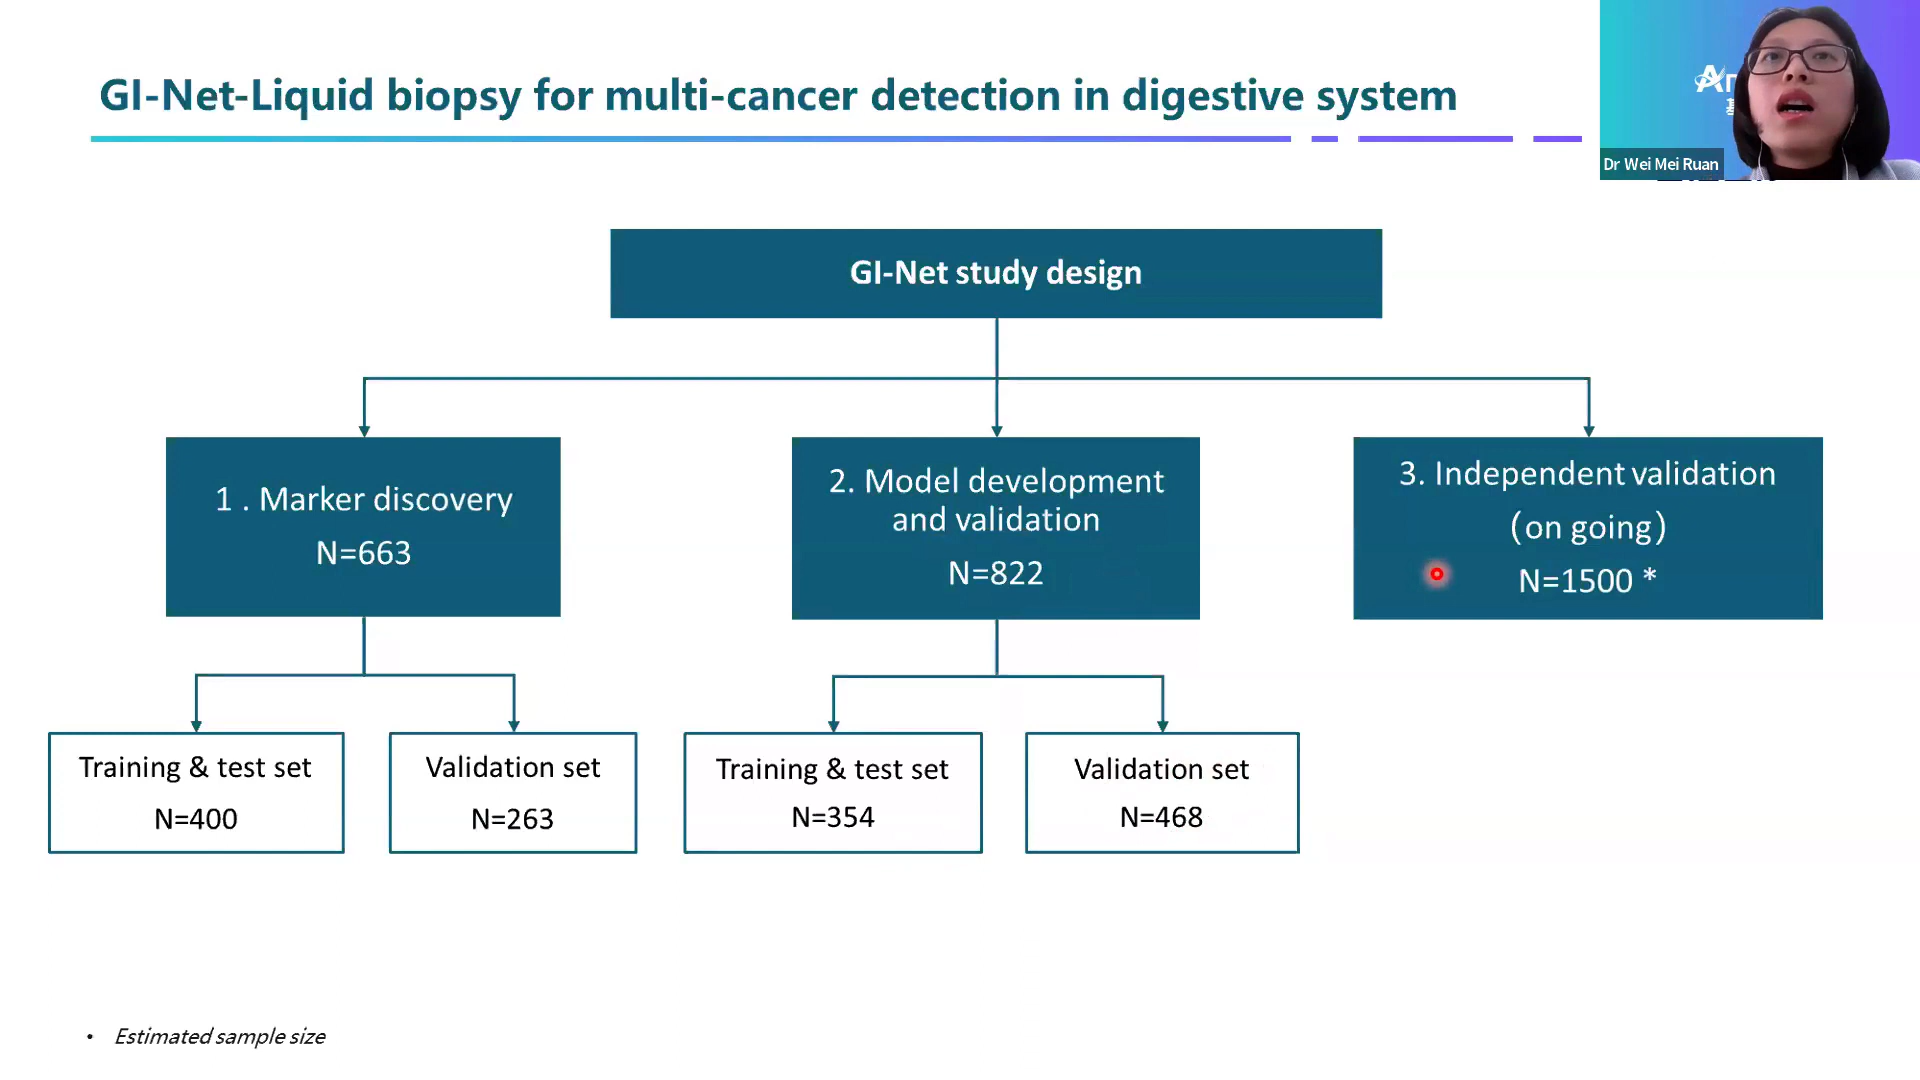 GI-Net-Liquid biopsy for multi-cancer detection in digestive system
Dr Wei Mei Ruan
GI-Net study design
1 . Marker discovery
N=663
2. Model development
and validation
N=822
3. Independent validation
(on going)
N=1500 *
Training & test set
N=400
Validation set
N=263
Training & test set
N=354
Validation set
N=468
• Estimated sample size